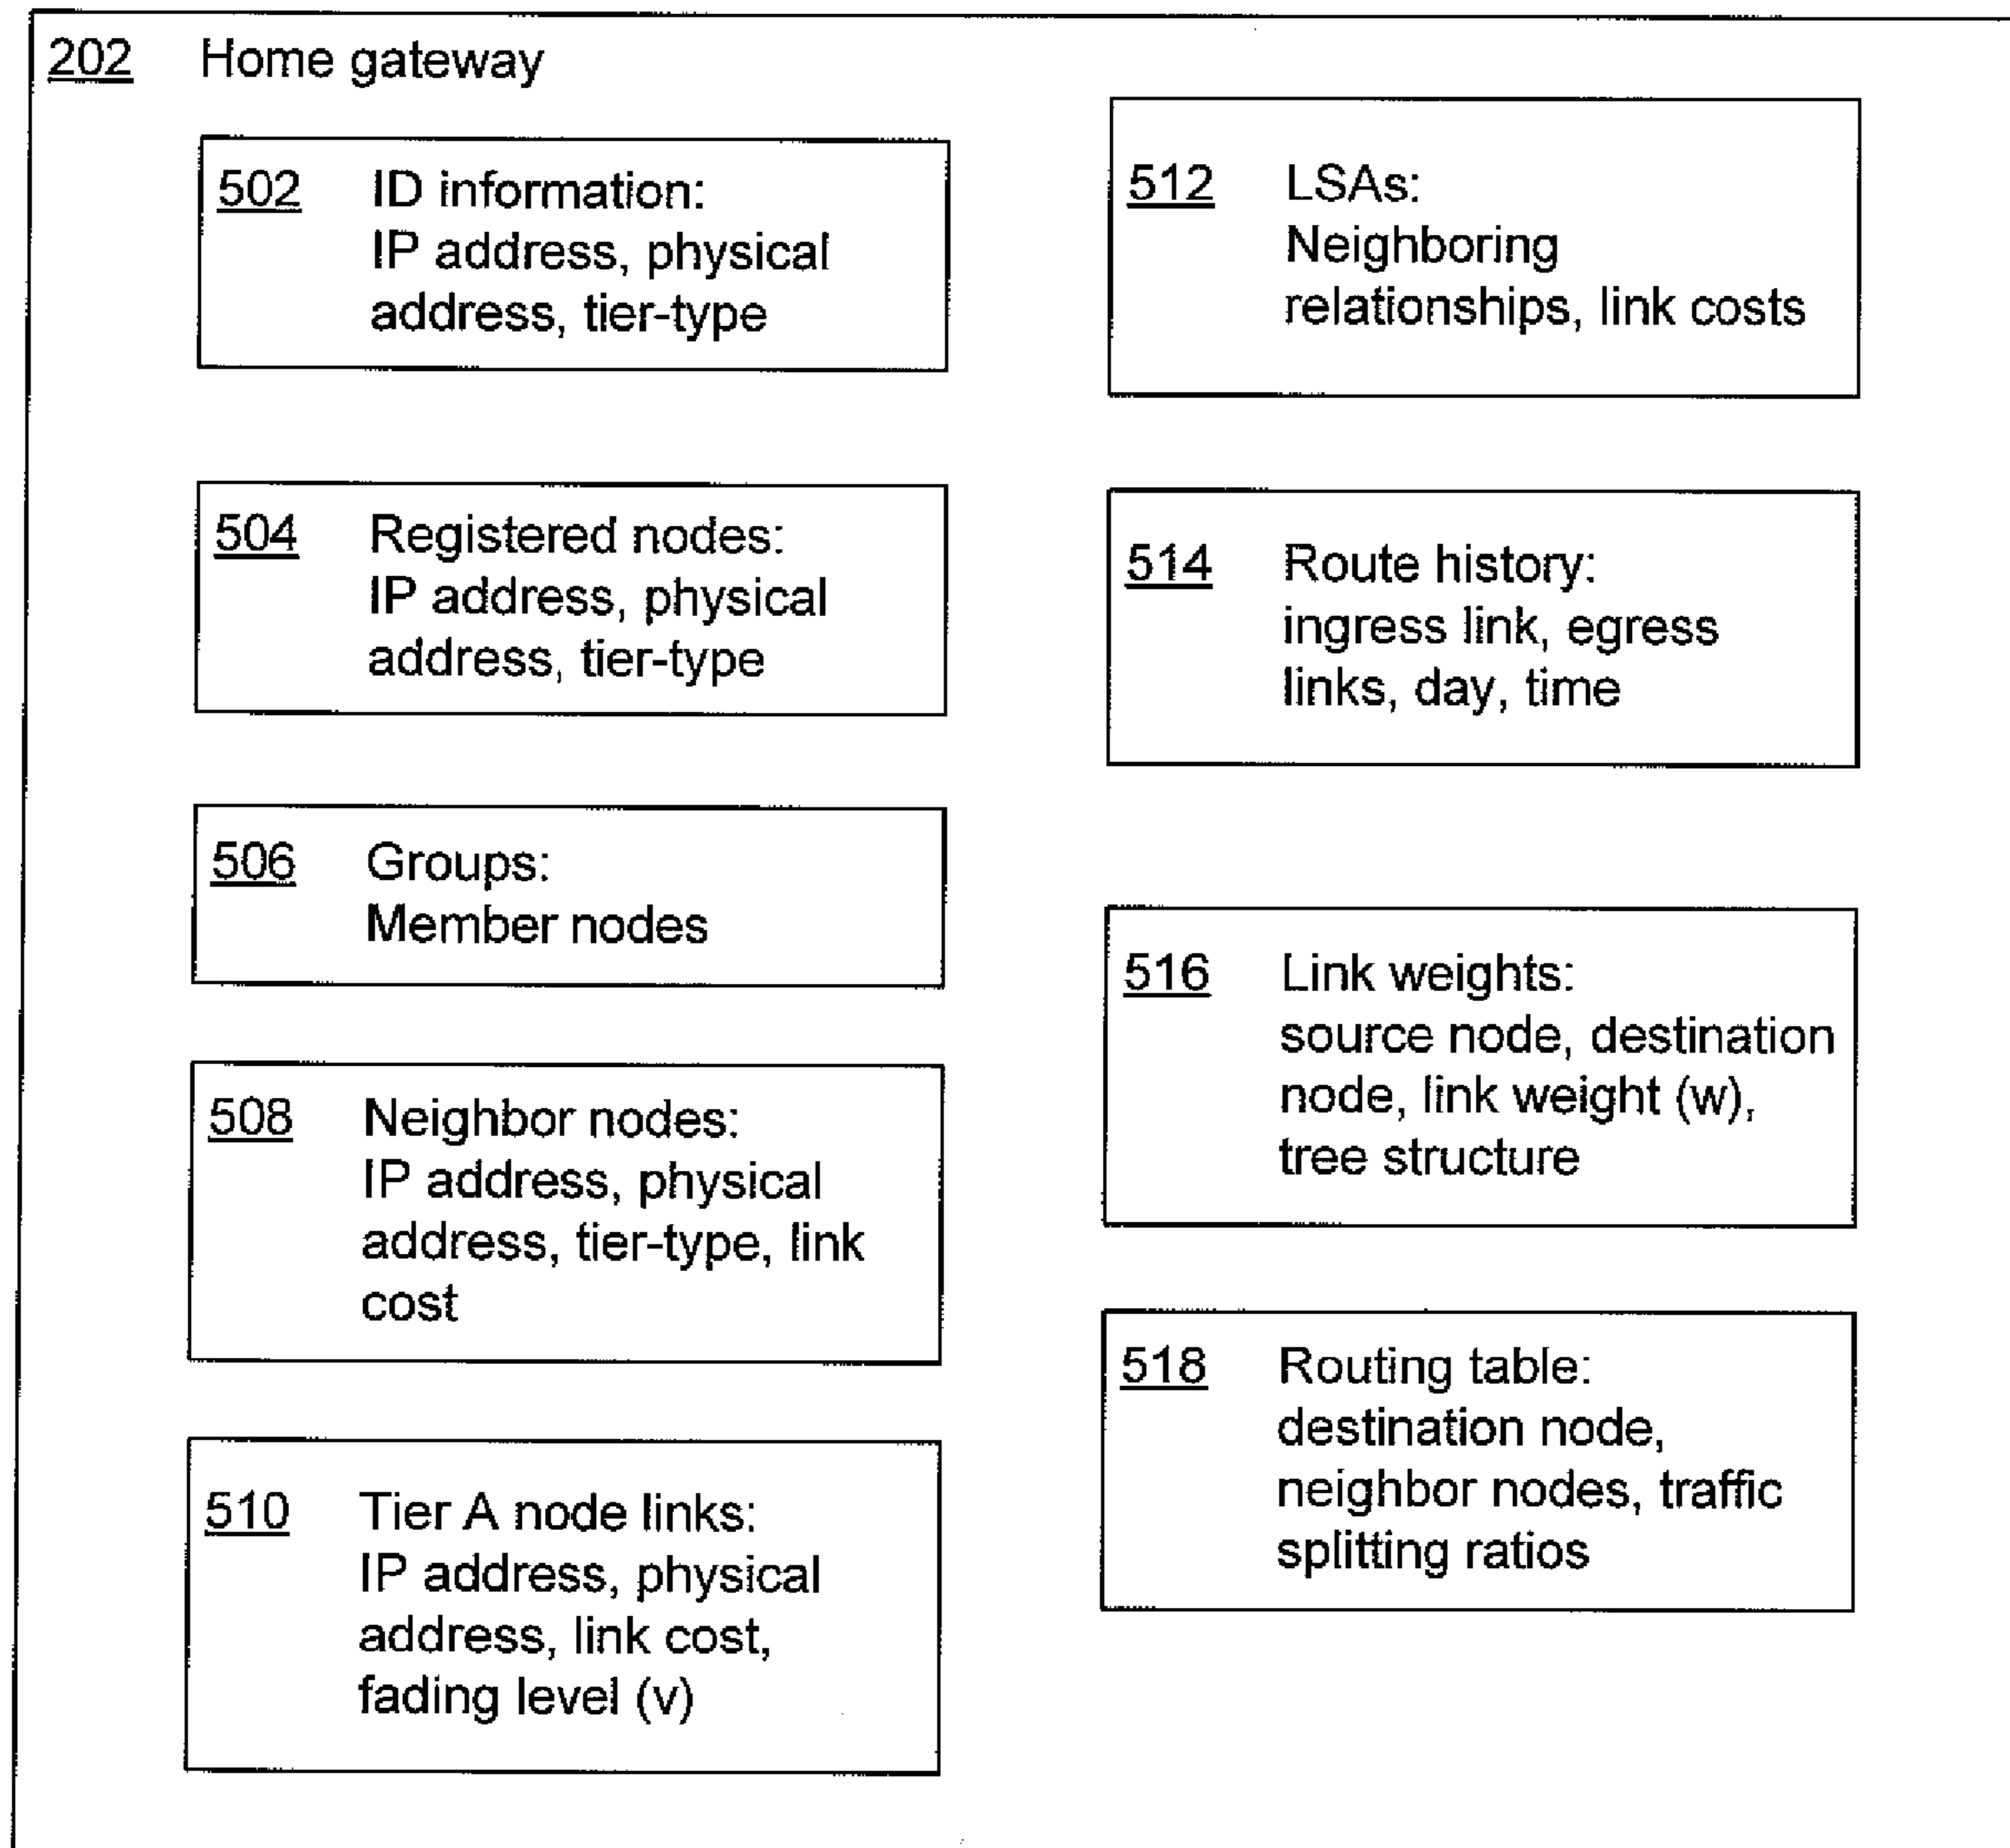 202 Home gateway
502 ID information:
IP address, physical
address, tier-type
504 Registered nodes:
IP address, physical
address, tier-type
506 Groups:
Member nodes
508 Neighbor nodes:
IP address, physical
address, tier-type, link
cost
510 Tier A node links:
IP address, physical
address, link cost,
fading level (v)
512 LSAs:
Neighboring
relationships, link costs
514 Route history:
ingress link, egress
links, day, time
516 Link weights:
source node, destination
node, link weight (w),
tree structure
518 Routing table:
destination node,
neighbor nodes, traffic
splitting ratios